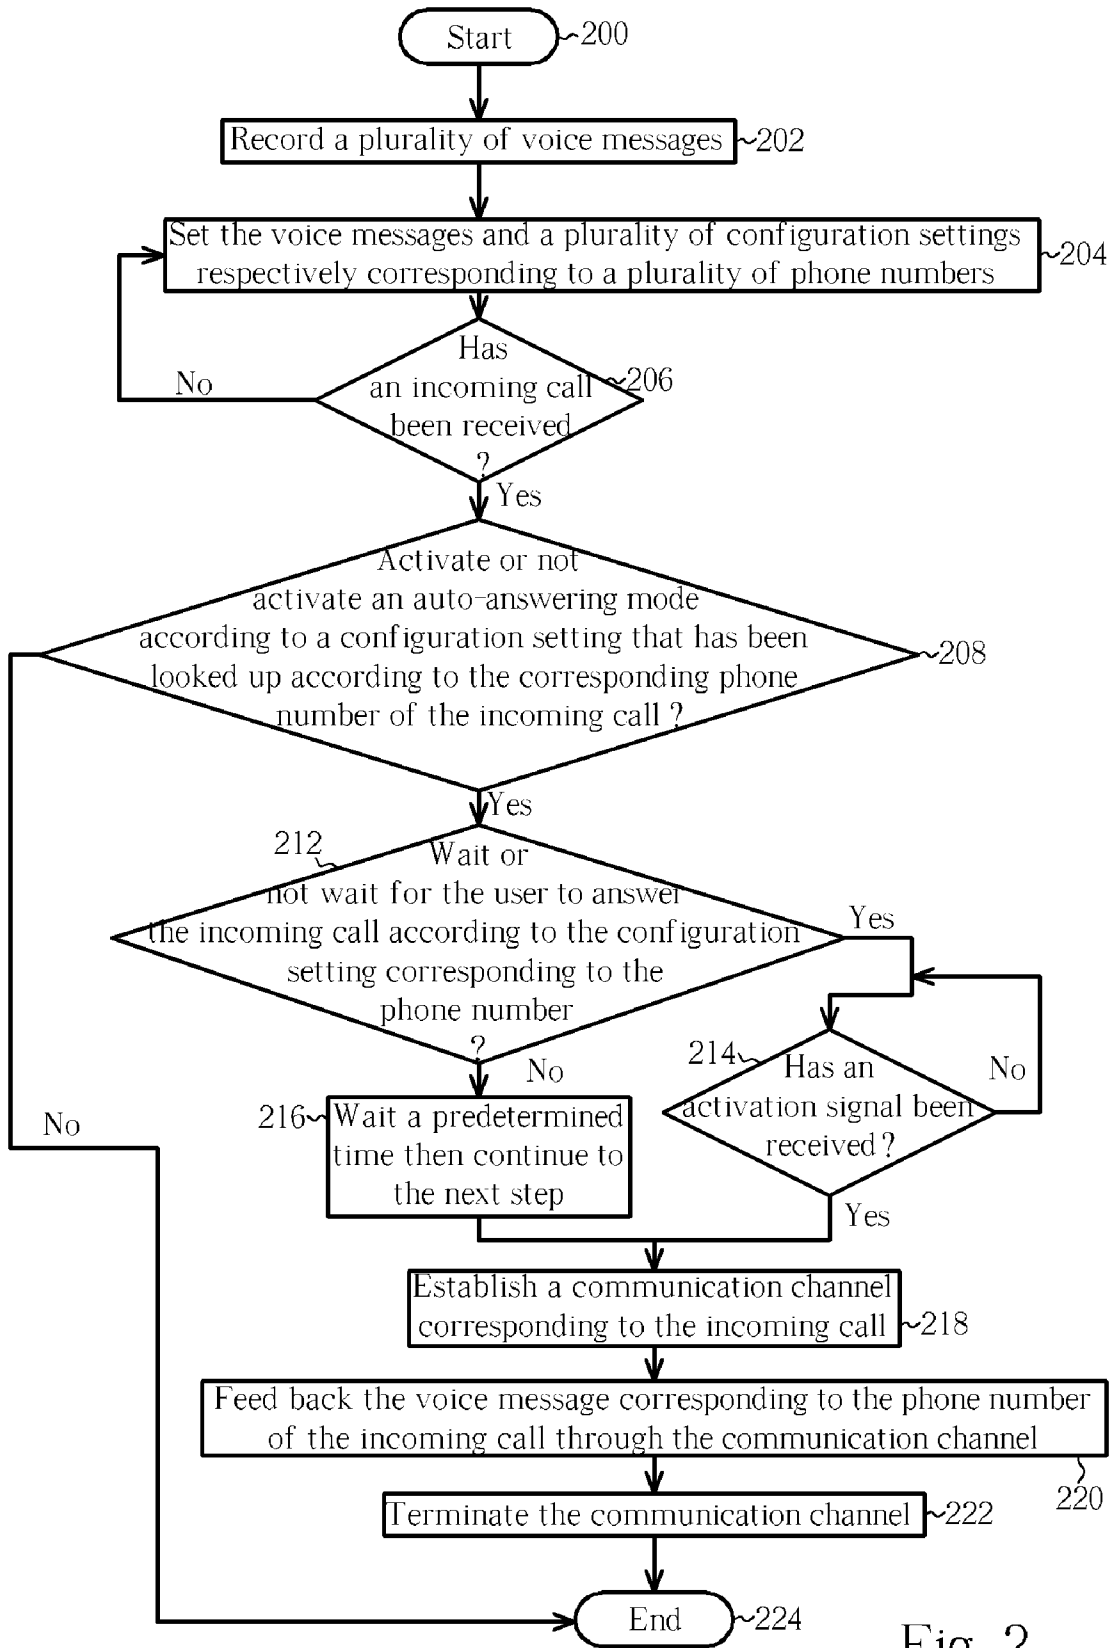 Start
200
Record a plurality of voice messages
202
Set the voice messages and a plurality of configuration settings
respectively corresponding to a plurality of phone numbers
204
Has
an incoming call
been received
?
206
No
Yes
Activate or not
activate an auto-answering mode
according to a configuration setting that has been
looked up according to the corresponding phone
number of the incoming call ?
208
Yes
212
Wait or
not wait for the user to answer
the incoming call according to the configuration
setting corresponding to the
phone number
?
Yes
No
214
Has an
activation signal been
received ?
No
216
Wait a predetermined
time then continue to
the next step
No
Yes
Establish a communication channel
corresponding to the incoming call
218
Feed back the voice message corresponding to the phone number
of the incoming call through the communication channel
220
Terminate the communication channel
222
End
224
Fig. 2